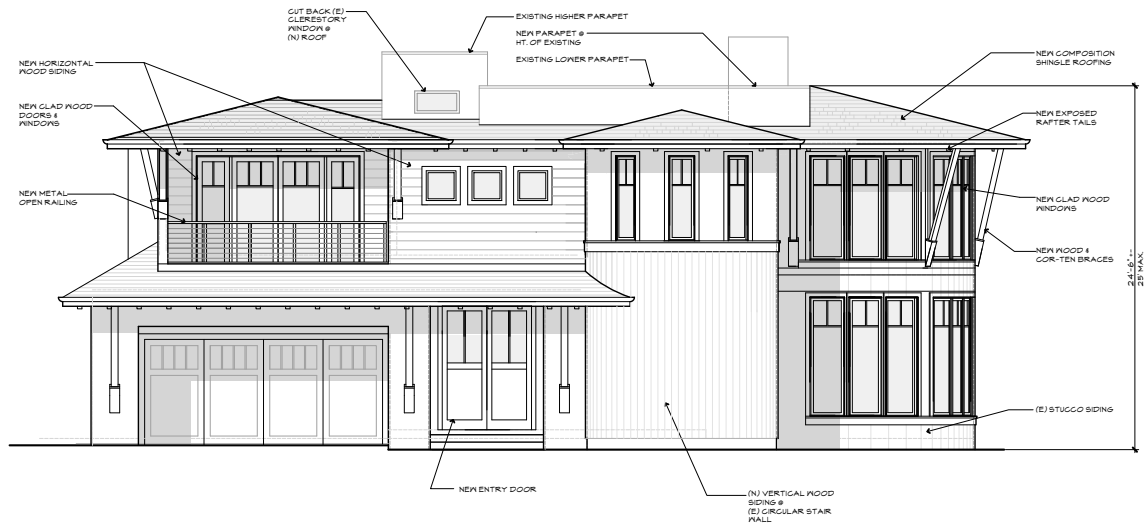 CUT BACK (E)
CLERESTORY
WINDOW @
(N) ROOF
EXISTING HIGHER PARAPET
NEW PARAPET @
HT. OF EXISTING
EXISTING LOWER PARAPET
NEW COMPOSITION
SHINGLE ROOFING
NEW HORIZONTAL
WOOD SIDING
NEW CLAD WOOD
DOORS &
WINDOWS
NEW EXPOSED
RAFTER TAILS
NEW METAL
OPEN RAILING
NEW CLAD WOOD
WINDOWS
NEW WOOD &
COR-TEN BRACES
24'-6" +-
25' MAX.
(E) STUCCO SIDING
NEW ENTRY DOOR
(N) VERTICAL WOOD
SIDING @
(E) CIRCULAR STAIR
WALL